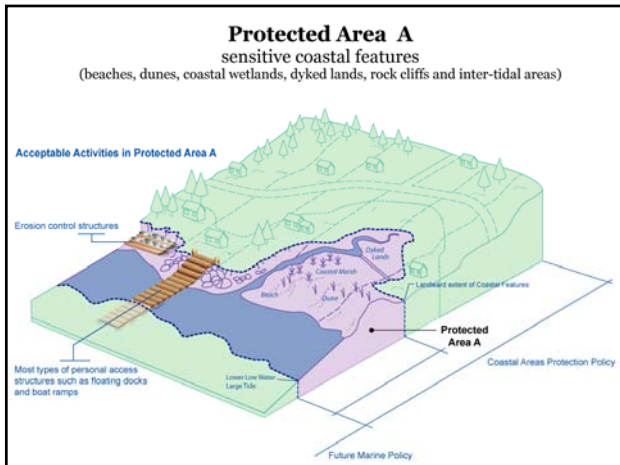 Protected Area A
sensitive coastal features
(beaches, dunes, coastal wetlands, dyked lands, rock cliffs and inter-tidal areas)
Acceptable Activities in Protected Area A
Erosion control structures
Dyked
Lands
Coastal Marsh
Beach
Dune
Landward extent of Coastal Features
Protected
Area A
Coastal Areas Protection Policy
Most types of personal access
structures such as floating docks
and boat ramps
Lower Low Water
Large Tide
Future Marine Policy